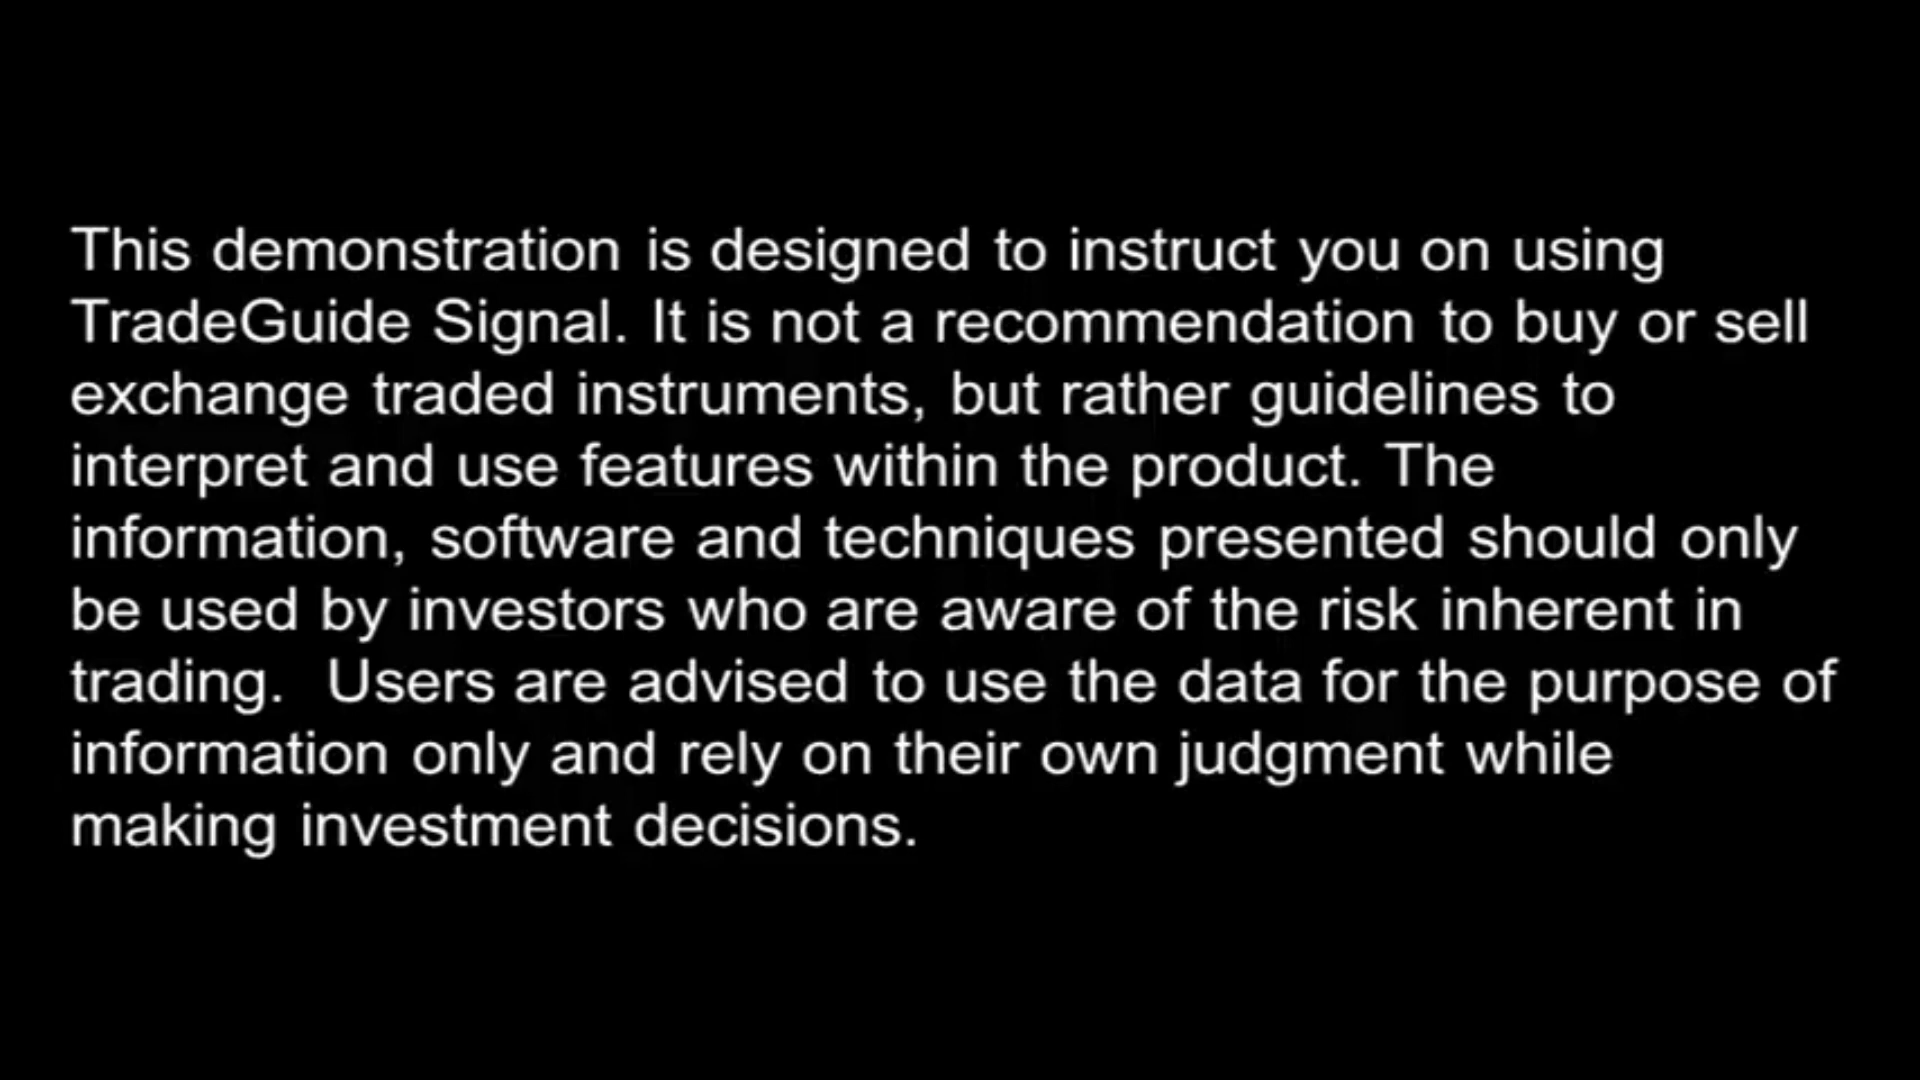 This demonstration is designed to instruct you on using
TradeGuide Signal. It is not a recommendation to buy or sell
exchange traded instruments, but rather guidelines to
interpret and use features within the product. The
information, software and techniques presented should only
be used by investors who are aware of the risk inherent in
trading.  Users are advised to use the data for the purpose of
information only and rely on their own judgment while
making investment decisions.